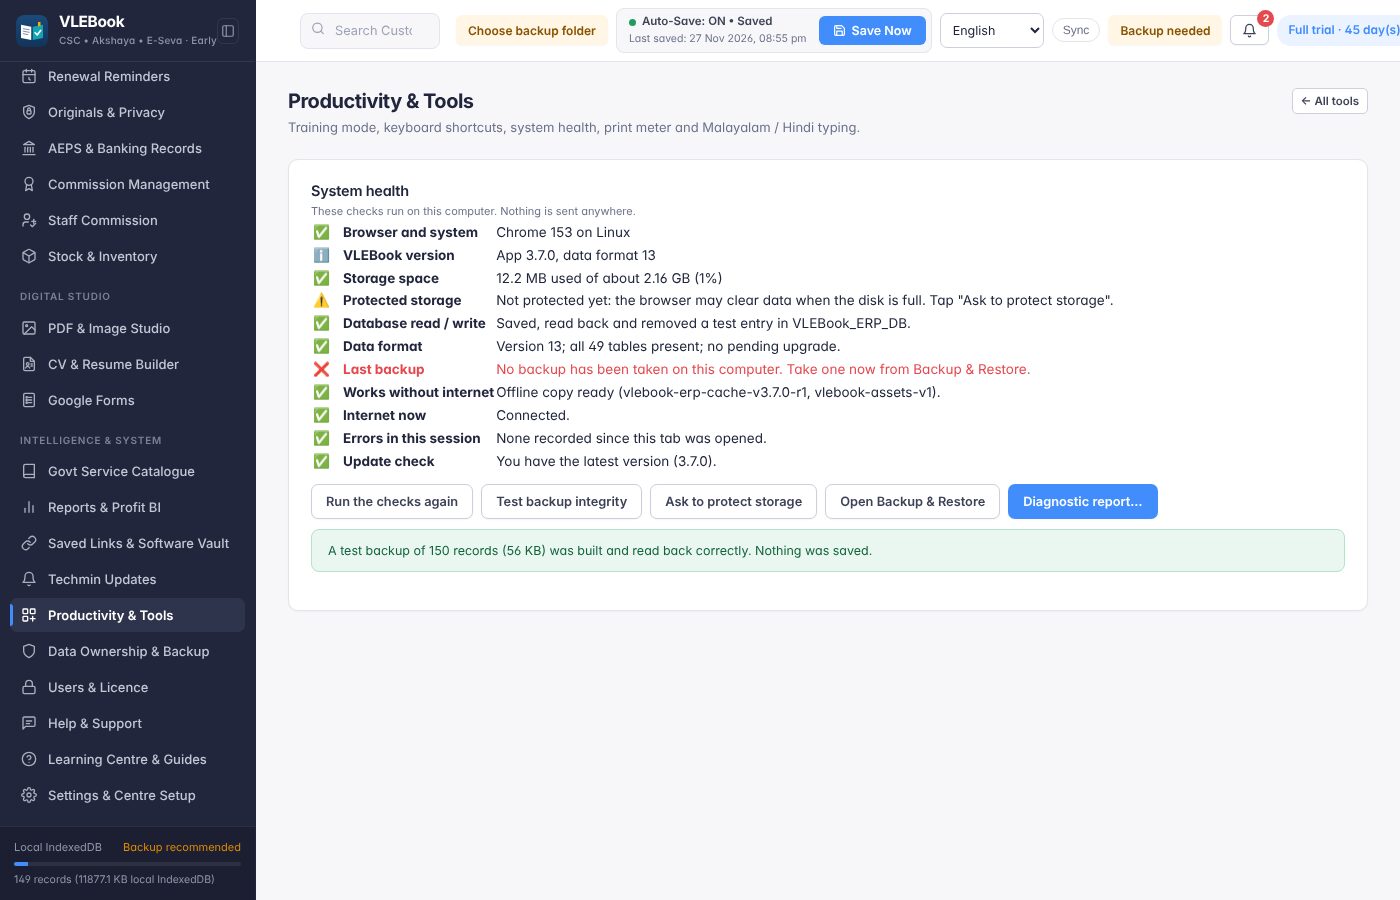 VLEBook
CSC • Akshaya • E-Seva · Early
Renewal Reminders
Originals & Privacy
AEPS & Banking Records
Commission Management
Staff Commission
Stock & Inventory
DIGITAL STUDIO
PDF & Image Studio
CV & Resume Builder
Google Forms
INTELLIGENCE & SYSTEM
Govt Service Catalogue
Reports & Profit BI
Saved Links & Software Vault
Techmin Updates
Productivity & Tools
Data Ownership & Backup
Users & Licence
Help & Support
Learning Centre & Guides
Settings & Centre Setup
Local IndexedDB Backup recommended
149 records (11877.1 KB local IndexedDB)
Search Custo
Choose backup folder
Auto-Save: ON • Saved
Last saved: 27 Nov 2026, 08:55 pm
Save Now
English
Sync
Backup needed
2
Full trial · 45 day(s)
Productivity & Tools
← All tools
Training mode, keyboard shortcuts, system health, print meter and Malayalam / Hindi typing.
System health
These checks run on this computer. Nothing is sent anywhere.
Browser and system Chrome 153 on Linux
VLEBook version App 3.7.0, data format 13
Storage space 12.2 MB used of about 2.16 GB (1%)
Protected storage Not protected yet: the browser may clear data when the disk is full. Tap "Ask to protect storage".
Database read / write Saved, read back and removed a test entry in VLEBook_ERP_DB.
Data format Version 13; all 49 tables present; no pending upgrade.
Last backup No backup has been taken on this computer. Take one now from Backup & Restore.
Works without internet Offline copy ready (vlebook-erp-cache-v3.7.0-r1, vlebook-assets-v1).
Internet now Connected.
Errors in this session None recorded since this tab was opened.
Update check You have the latest version (3.7.0).
Run the checks again
Test backup integrity
Ask to protect storage
Open Backup & Restore
Diagnostic report...
A test backup of 150 records (56 KB) was built and read back correctly. Nothing was saved.